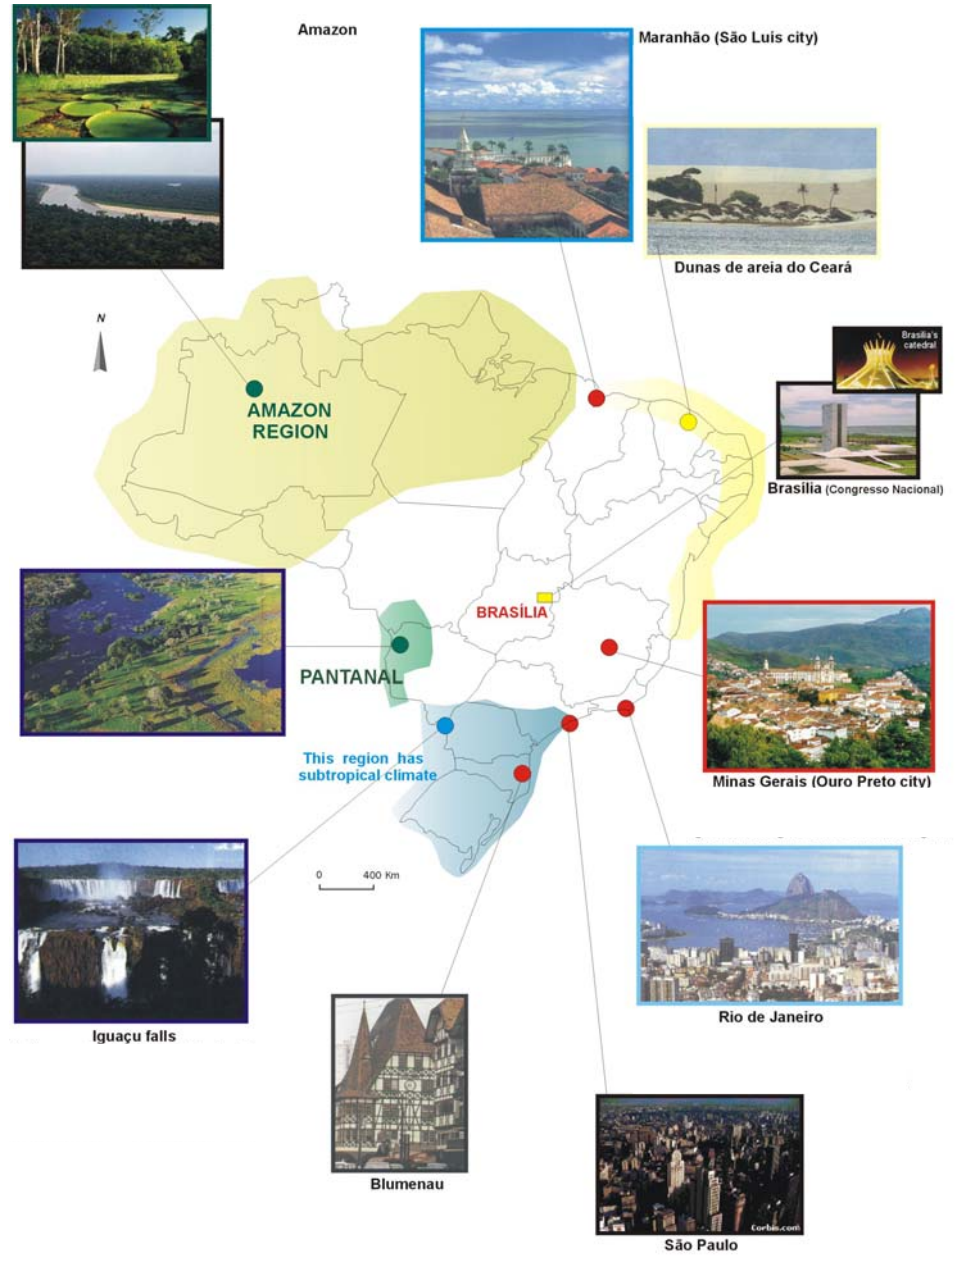 Amazon
Maranhão (São Luis city)
Dunas de areia do Ceará
N
Brasilia's
catedral
AMAZON
REGION
Brasília (Congresso Nacional)
BRASÍLIA
PANTANAL
This region has
subtropical climate
Minas Gerais (Ouro Preto city)
0 400 Km
Rio de Janeiro
Iguaçu falls
Blumenau
Corbis.com
São Paulo